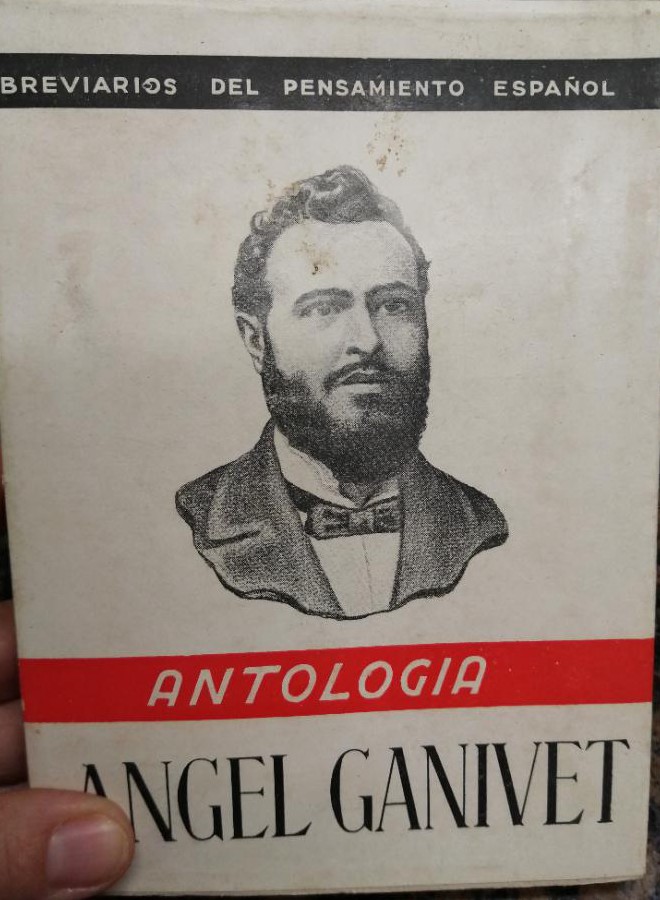 BREVIARIOS DEL PENSAMIENTO ESPAÑOL
ANTOLOGIA
ANGEL GANIVET